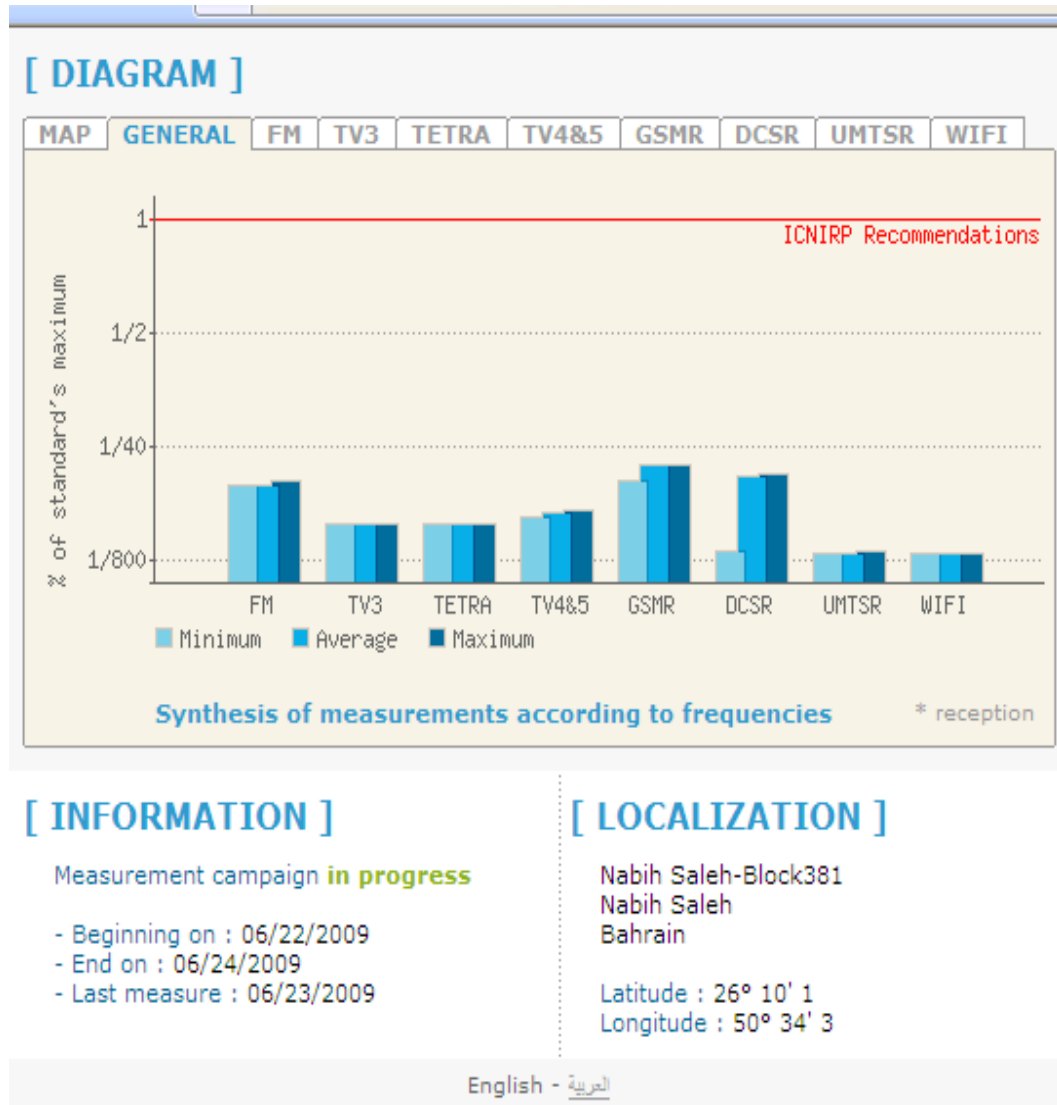 [ DIAGRAM ]
MAP GENERAL FM TV3 TETRA TV4&5 GSMR DCSR UMTSR WIFI
1
ICNIRP Recommendations
% of standard's maximum
1/2
1/40
1/800
FM TV3 TETRA TV4&5 GSMR DCSR UMTSR WIFI
Minimum Average Maximum
Synthesis of measurements according to frequencies * reception
[ INFORMATION ]
Measurement campaign in progress
- Beginning on : 06/22/2009
- End on : 06/24/2009
- Last measure : 06/23/2009
[ LOCALIZATION ]
Nabih Saleh-Block381
Nabih Saleh
Bahrain
Latitude : 26° 10' 1
Longitude : 50° 34' 3
English - العربية